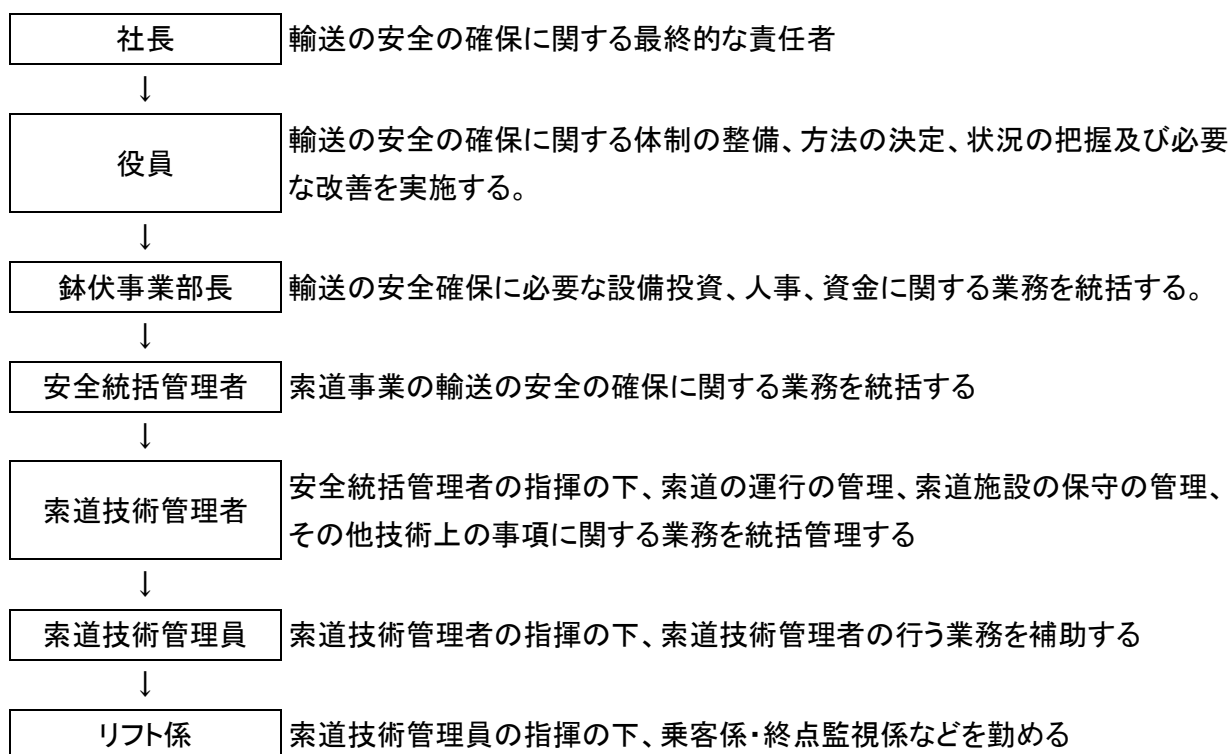 社長 輸送の安全の確保に関する最終的な責任者
↓
役員 輸送の安全の確保に関する体制の整備、方法の決定、状況の把握及び必要
な改善を実施する。
↓
鉢伏事業部長 輸送の安全確保に必要な設備投資、人事、資金に関する業務を統括する。
↓
安全統括管理者 索道事業の輸送の安全の確保に関する業務を統括する
↓
索道技術管理者 安全統括管理者の指揮の下、索道の運行の管理、索道施設の保守の管理、
その他技術上の事項に関する業務を統括管理する
↓
索道技術管理員 索道技術管理者の指揮の下、索道技術管理者の行う業務を補助する
↓
リフト係 索道技術管理員の指揮の下、乗客係・終点監視係などを勤める